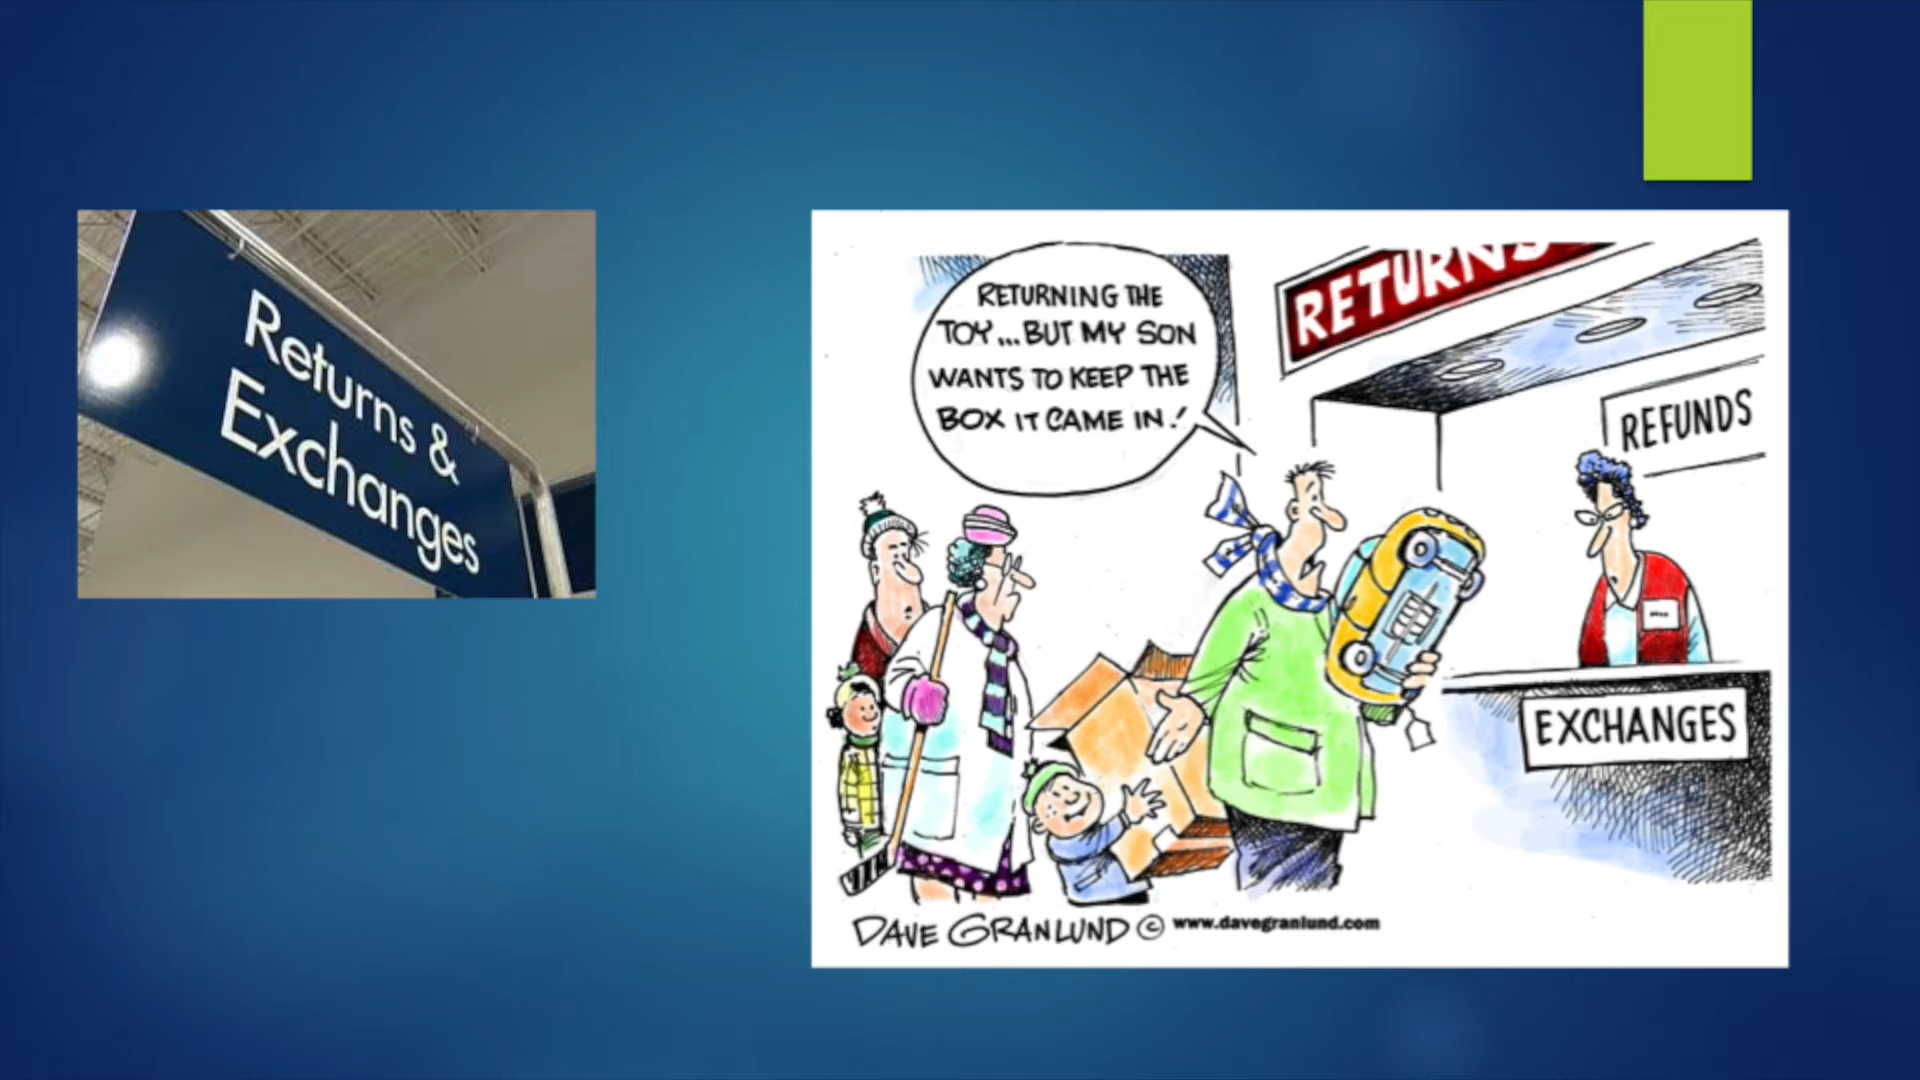 Returns &
Exchanges
RETURNING THE
TOY...BUT MY SON
WANTS TO KEEP THE
BOX IT CAME IN!
RETURNS
REFUNDS
EXCHANGES
DAVE GRANLUND © www.davegranlund.com